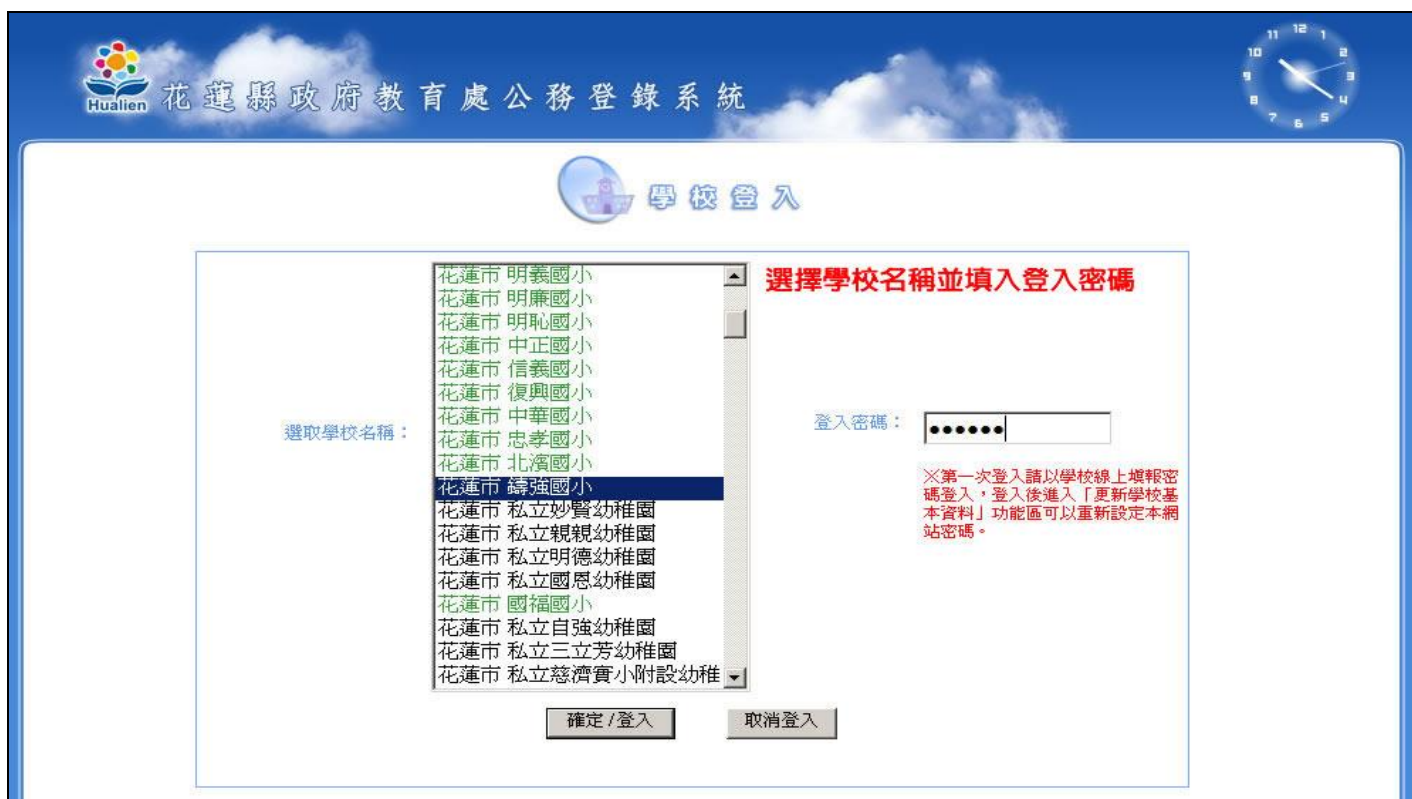 11 12 1
10 2
9 3
8 4
7 6 5
Hualien
花蓮縣政府教育處公務登錄系統
學校登入
花蓮市 明義國小
花蓮市 明廉國小
花蓮市 明恥國小
花蓮市 中正國小
花蓮市 信義國小
花蓮市 復興國小
花蓮市 中華國小
花蓮市 忠孝國小
花蓮市 北濱國小
花蓮市 鑄強國小
花蓮市 私立妙賢幼稚園
花蓮市 私立親親幼稚園
花蓮市 私立明德幼稚園
花蓮市 私立國恩幼稚園
花蓮市 國福國小
花蓮市 私立自強幼稚園
花蓮市 私立三立芳幼稚園
花蓮市 私立慈濟實小附設幼稚
選擇學校名稱並填入登入密碼
選取學校名稱：
登入密碼：
●●●●●●
※第一次登入請以學校線上填報密
碼登入，登入後進入「更新學校基
本資料」功能區可以重新設定本網
站密碼。
確定/登入
取消登入